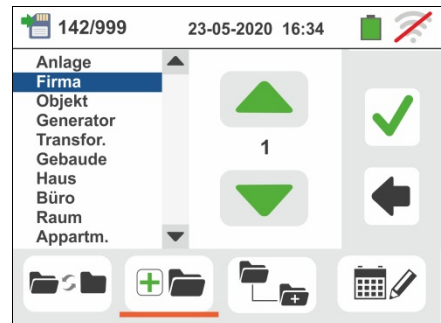 142/999 23-05-2020 16:34
Anlage
Firma
Objekt
Generator
Transfor.
Gebaude
Haus
Büro
Raum
Appartm.
1